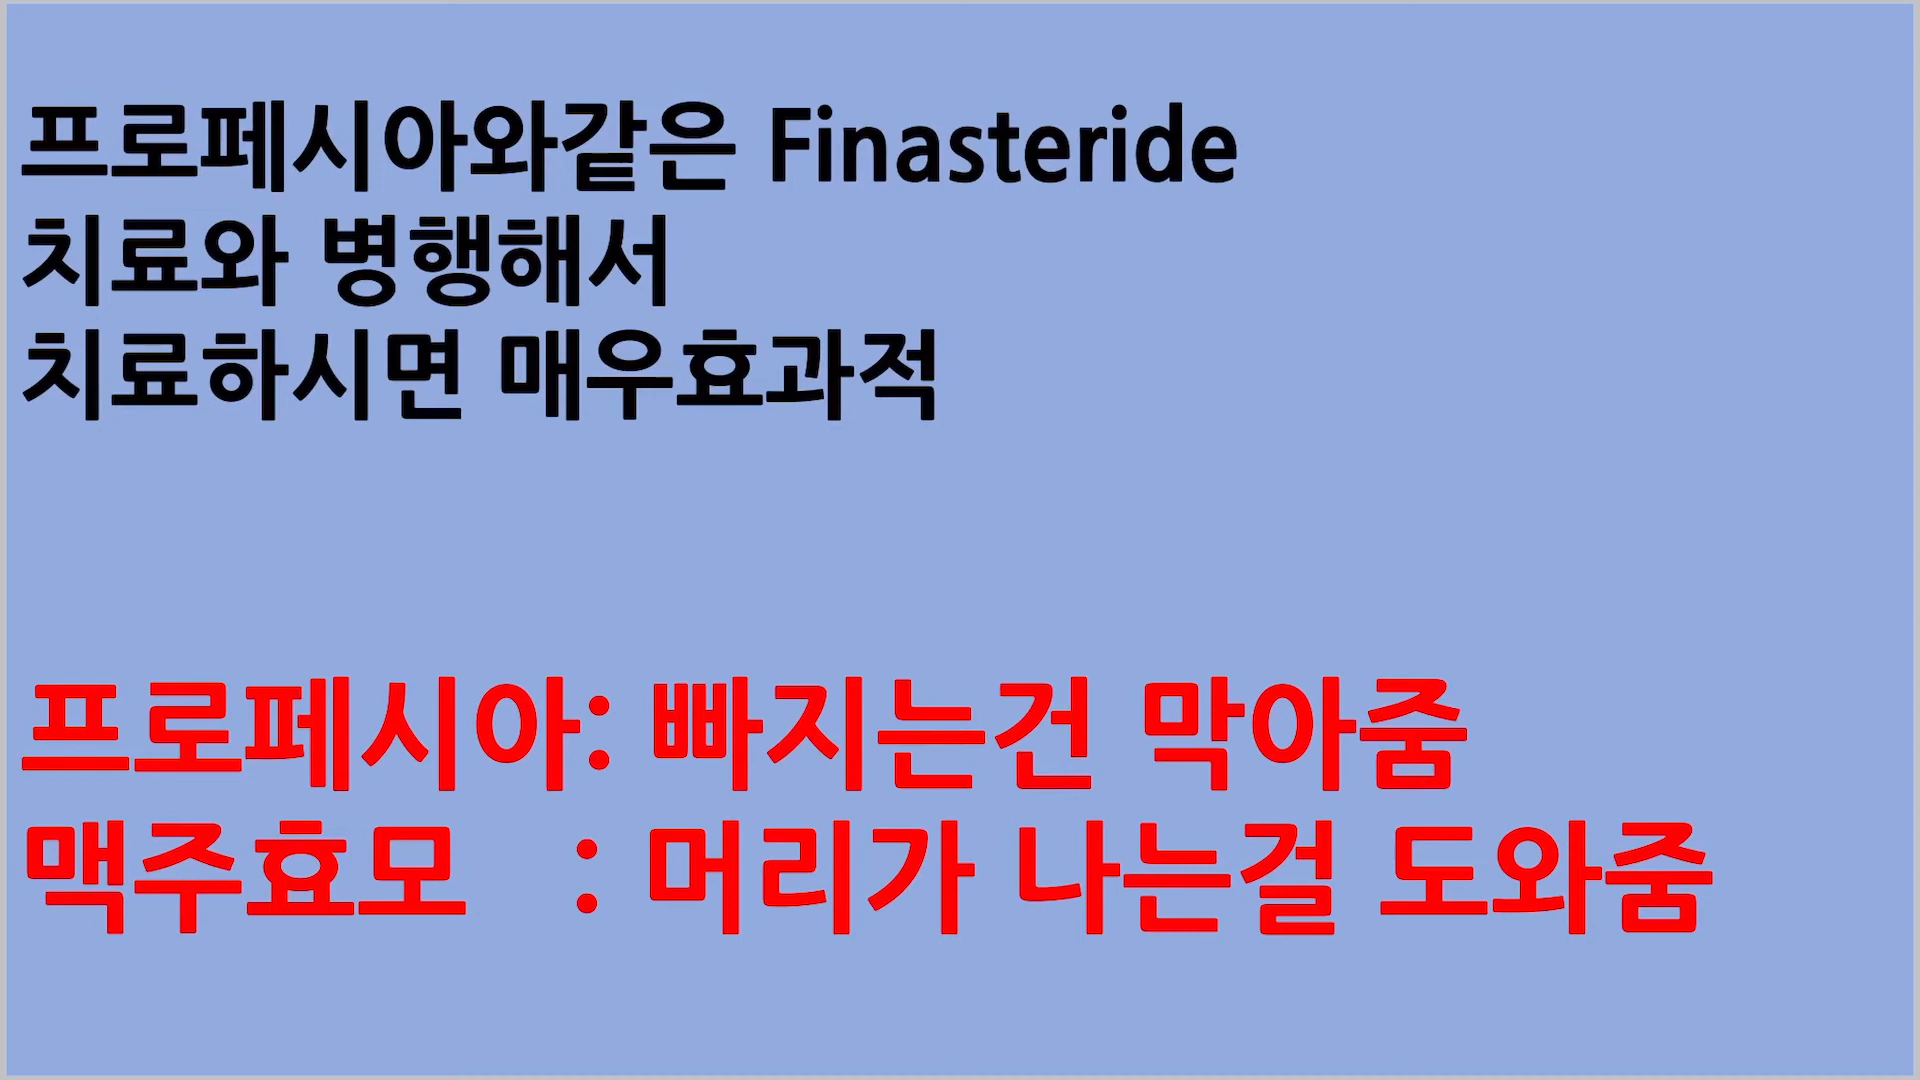 프로페시아와같은 Finasteride
치료와 병행해서
치료하시면 매우효과적
프로페시아: 빠지는건 막아줌
맥주효모 : 머리가 나는걸 도와줌